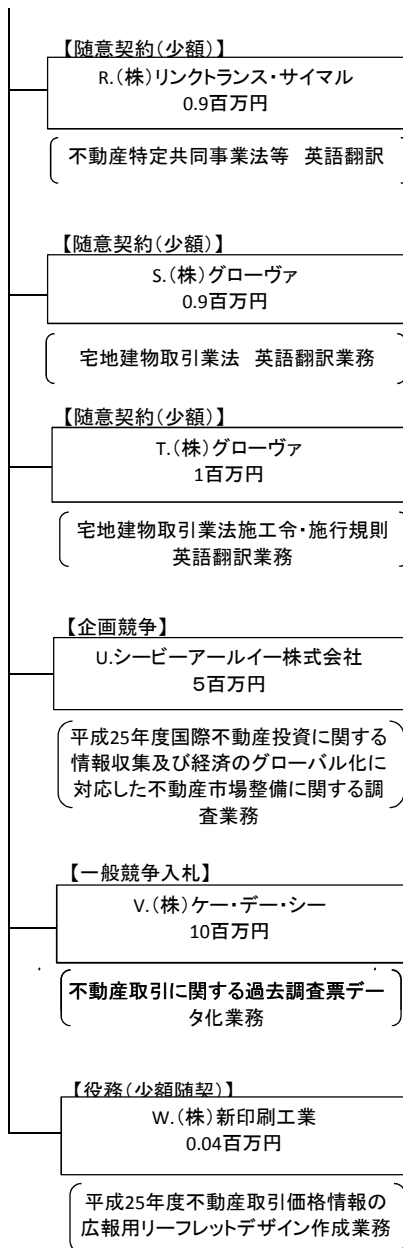 【随意契約(少額)】
R.(株)リンクトランス・サイマル
0.9百万円
不動産特定共同事業法等 英語翻訳
【随意契約(少額)】
S.(株)グローヴァ
0.9百万円
宅地建物取引業法 英語翻訳業務
【随意契約(少額)】
T.(株)グローヴァ
1百万円
宅地建物取引業法施工令・施行規則
英語翻訳業務
【企画競争】
U.シービーアールイー株式会社
５百万円
平成25年度国際不動産投資に関する
情報収集及び経済のグローバル化に
対応した不動産市場整備に関する調
査業務
【一般競争入札】
V.(株)ケー・デー・シー
10百万円
不動産取引に関する過去調査票デー
タ化業務
【役務(少額随契)】
W.(株)新印刷工業
0.04百万円
平成25年度不動産取引価格情報の
広報用リーフレットデザイン作成業務